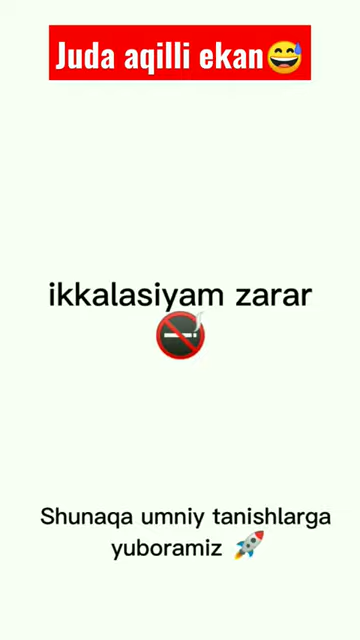 Juda aqilli ekan😅
ikkalasiyam zarar
🚭
Shunaqa umniy tanishlarga
yuboramiz 🚀